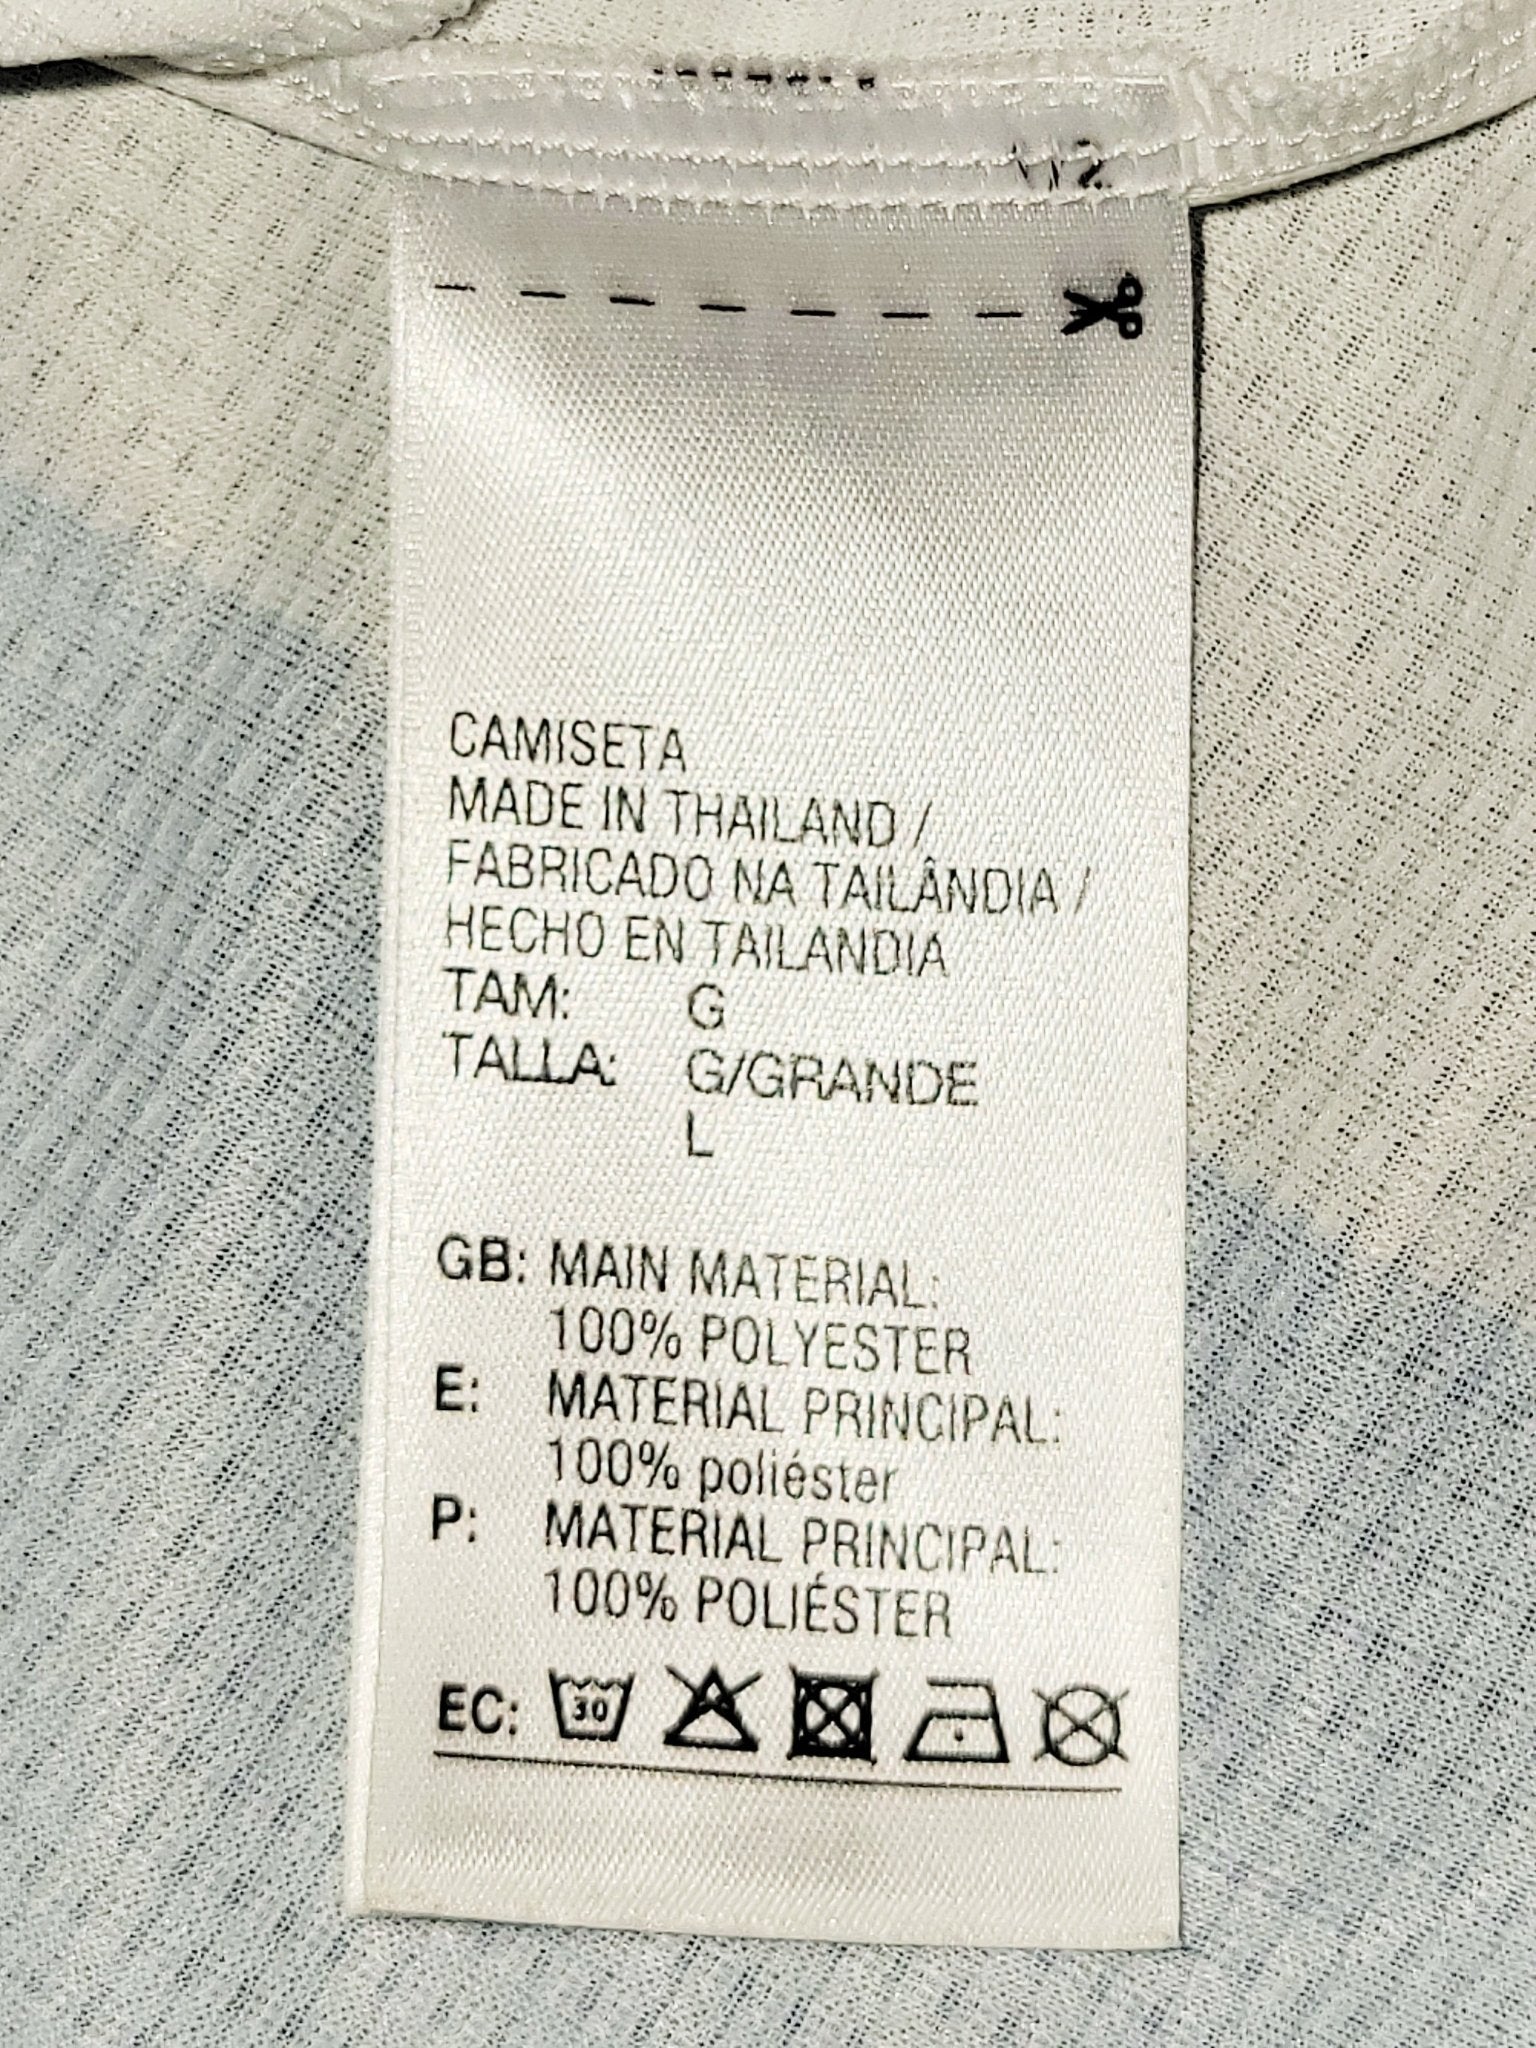 CAMISETA
MADE IN THAILAND /
FABRICADO NA TAILÂNDIA /
HECHO EN TAILANDIA
TAM: G
TALLA: G/GRANDE
L
GB: MAIN MATERIAL:
100% POLYESTER
E: MATERIAL PRINCIPAL:
100% poliéster
P: MATERIAL PRINCIPAL:
100% POLIÉSTER
EC: 30